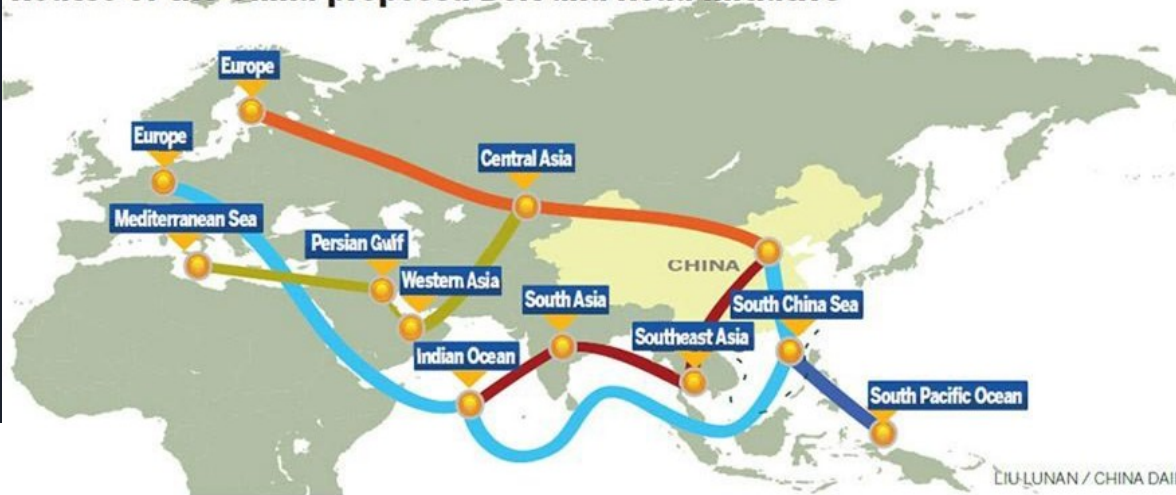 Europe
Europe
Central Asia
Mediterranean Sea
Persian Gulf
Western Asia
CHINA
South Asia
South China Sea
Southeast Asia
Indian Ocean
South Pacific Ocean
LIU LUNAN / CHINA DAI